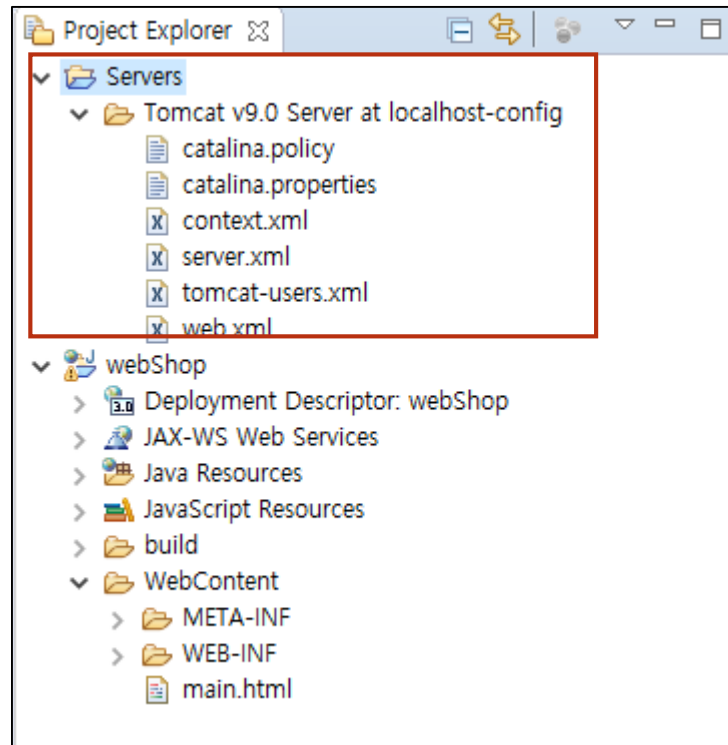 Project Explorer
Servers
Tomcat v9.0 Server at localhost-config
catalina.policy
catalina.properties
context.xml
server.xml
tomcat-users.xml
web.xml
webShop
3.0 Deployment Descriptor: webShop
JAX-WS Web Services
Java Resources
JavaScript Resources
build
WebContent
META-INF
WEB-INF
main.html